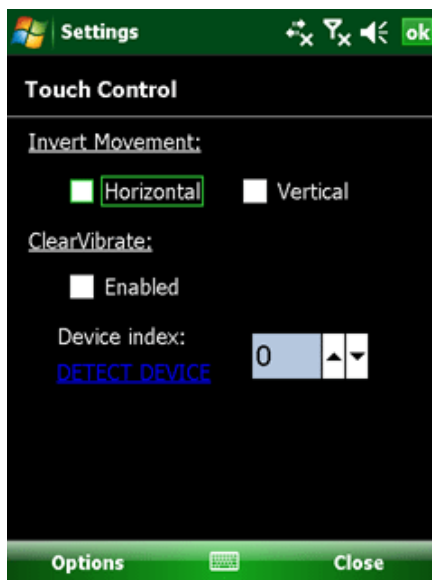 Settings ok
Touch Control
Invert Movement:
Horizontal Vertical
ClearVibrate:
Enabled
Device index:
0
DETECT DEVICE
Options Close